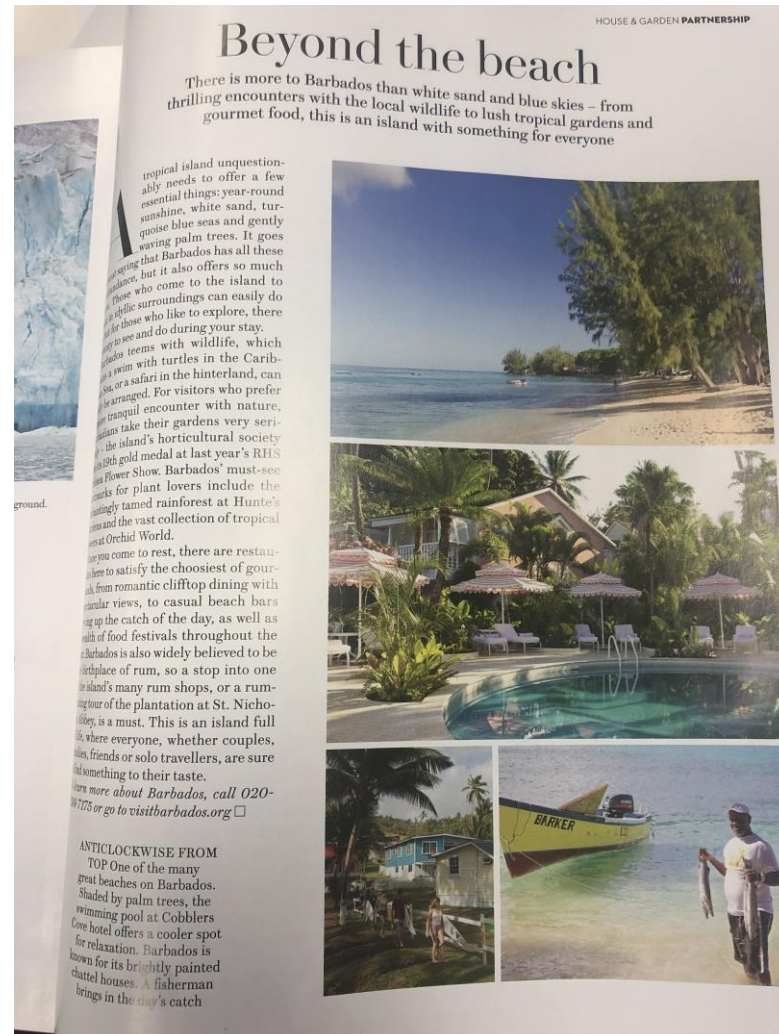 HOUSE & GARDEN PARTNERSHIP
Beyond the beach
There is more to Barbados than white sand and blue skies – from
thrilling encounters with the local wildlife to lush tropical gardens and
gourmet food, this is an island with something for everyone
A tropical island unquestion-
ably needs to offer a few
essential things: year-round
sunshine, white sand, tur-
quoise blue seas and gently
waving palm trees. It goes
saying that Barbados has all these
but it also offers so much
Those who come to the island to
idyllic surroundings can easily do
for those who like to explore, there
to see and do during your stay.
teems with wildlife, which
a swim with turtles in the Carib-
Sea, or a safari in the hinterland, can
be arranged. For visitors who prefer
tranquil encounter with nature,
take their gardens very seri-
– the island's horticultural society
19th gold medal at last year's RHS
Flower Show. Barbados' must-see
for plant lovers include the
tamed rainforest at Hunte's
and the vast collection of tropical
at Orchid World.
you come to rest, there are restau-
here to satisfy the choosiest of gour-
from romantic clifftop dining with
views, to casual beach bars
up the catch of the day, as well as
of food festivals throughout the
Barbados is also widely believed to be
birthplace of rum, so a stop into one
island's many rum shops, or a rum-
tour of the plantation at St. Nicho-
Abbey, is a must. This is an island full
where everyone, whether couples,
friends or solo travellers, are sure
something to their taste.
more about Barbados, call 020-
7175 or go to visitbarbados.org
ANTICLOCKWISE FROM
TOP One of the many
great beaches on Barbados.
Shaded by palm trees, the
swimming pool at Cobblers
Cove hotel offers a cooler spot
for relaxation. Barbados is
known for its brightly painted
chattel houses. A fisherman
brings in the day's catch
ground.
BARKER